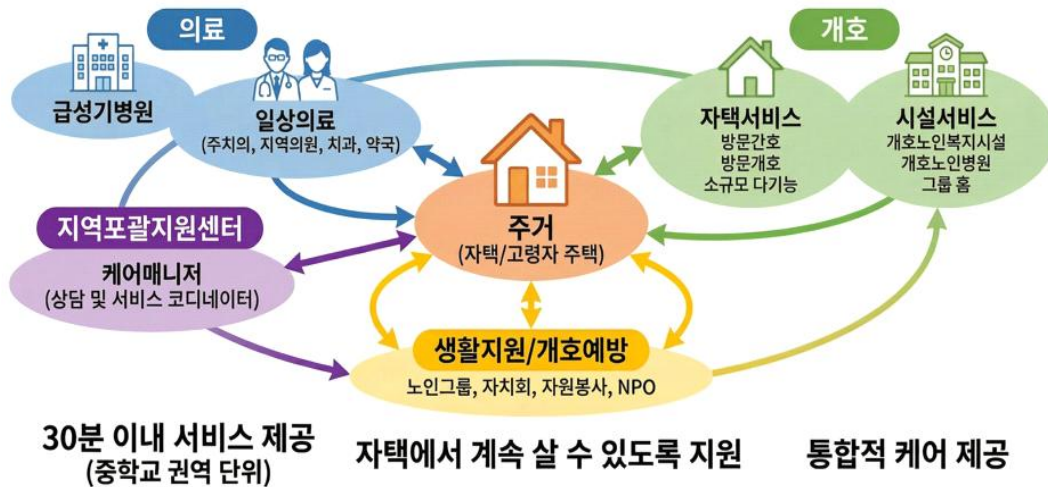 의료
개호
급성기병원
일상의료
(주치의, 지역의원, 치과, 약국)
자택서비스
방문간호
방문개호
소규모 다기능
시설서비스
개호노인복지시설
개호노인병원
그룹 홈
주거
(자택/고령자 주택)
지역포괄지원센터
케어매니저
(상담 및 서비스 코디네이터)
생활지원/개호예방
노인그룹, 자치회, 자원봉사, NPO
30분 이내 서비스 제공
(중학교 권역 단위)
자택에서 계속 살 수 있도록 지원
통합적 케어 제공